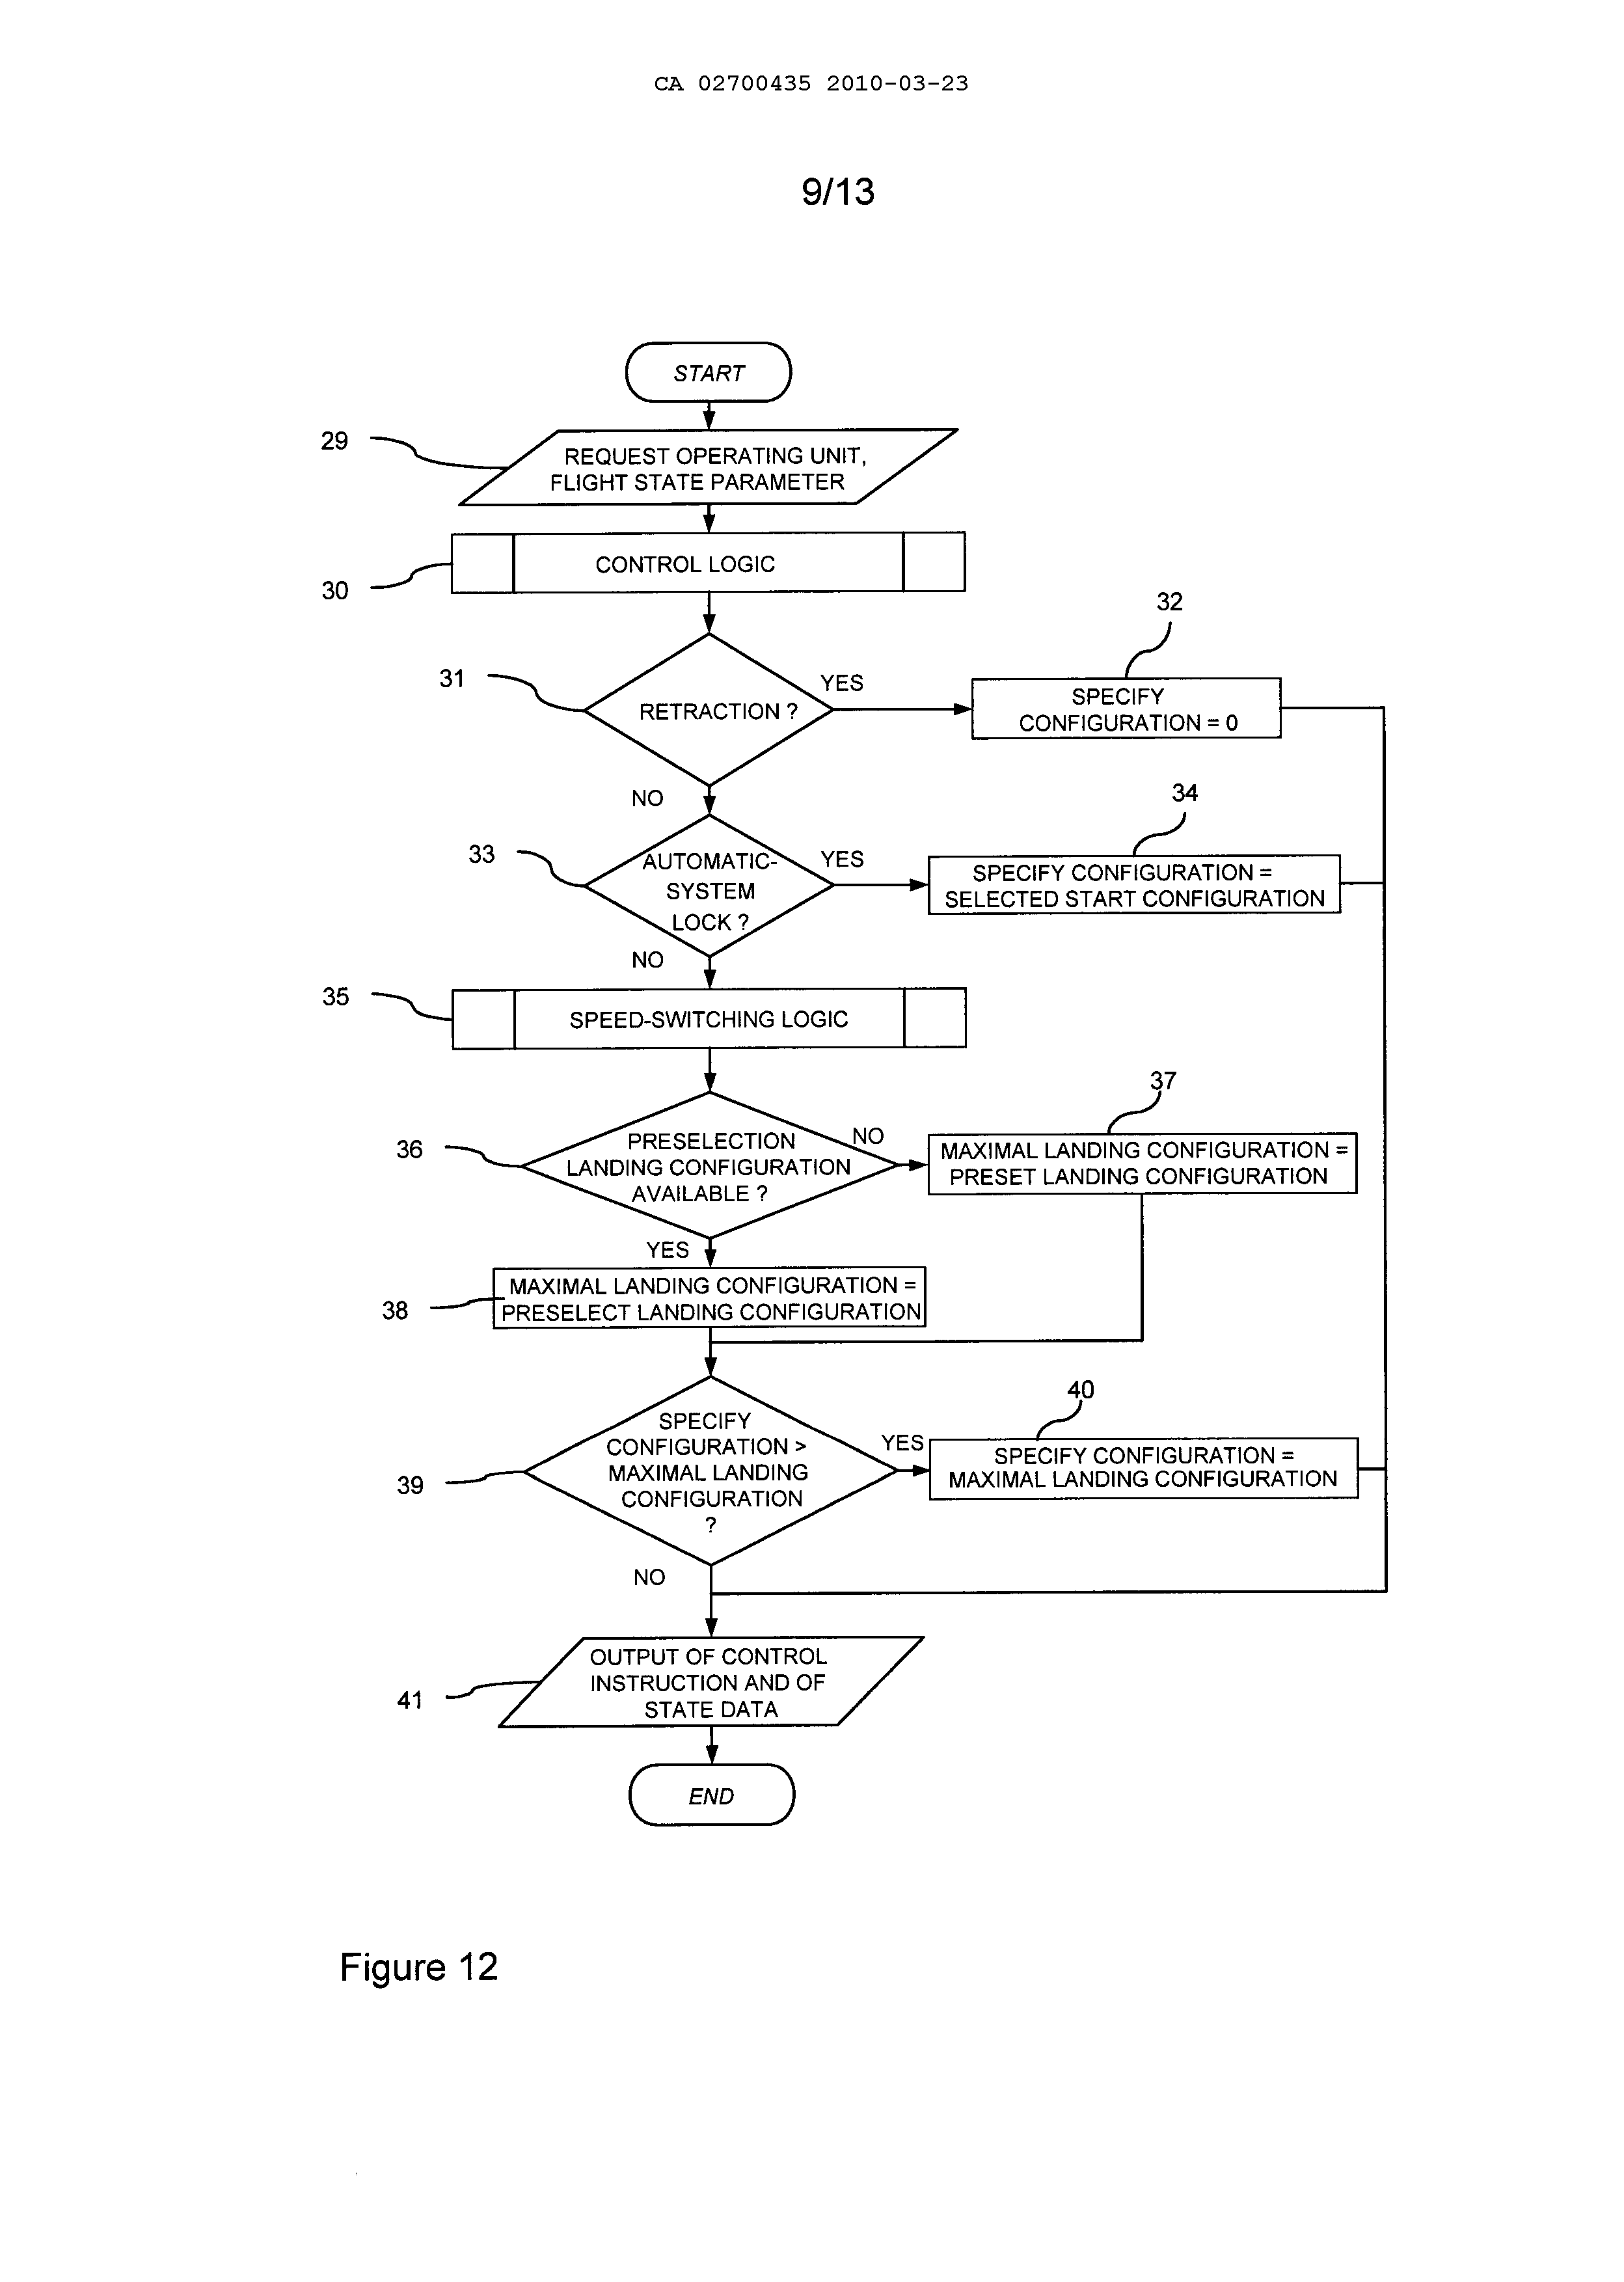 CA 02700435 2010-03-23
9/13
START
29
REQUEST OPERATING UNIT,
FLIGHT STATE PARAMETER
30
CONTROL LOGIC
31
RETRACTION ?
YES
32
SPECIFY
CONFIGURATION = 0
NO
33
AUTOMATIC-
SYSTEM
LOCK ?
YES
34
SPECIFY CONFIGURATION =
SELECTED START CONFIGURATION
NO
35
SPEED-SWITCHING LOGIC
36
PRESELECTION
LANDING CONFIGURATION
AVAILABLE ?
NO
37
MAXIMAL LANDING CONFIGURATION =
PRESET LANDING CONFIGURATION
YES
38
MAXIMAL LANDING CONFIGURATION =
PRESELECT LANDING CONFIGURATION
39
SPECIFY
CONFIGURATION >
MAXIMAL LANDING
CONFIGURATION
?
YES
40
SPECIFY CONFIGURATION =
MAXIMAL LANDING CONFIGURATION
NO
41
OUTPUT OF CONTROL
INSTRUCTION AND OF
STATE DATA
END
Figure 12